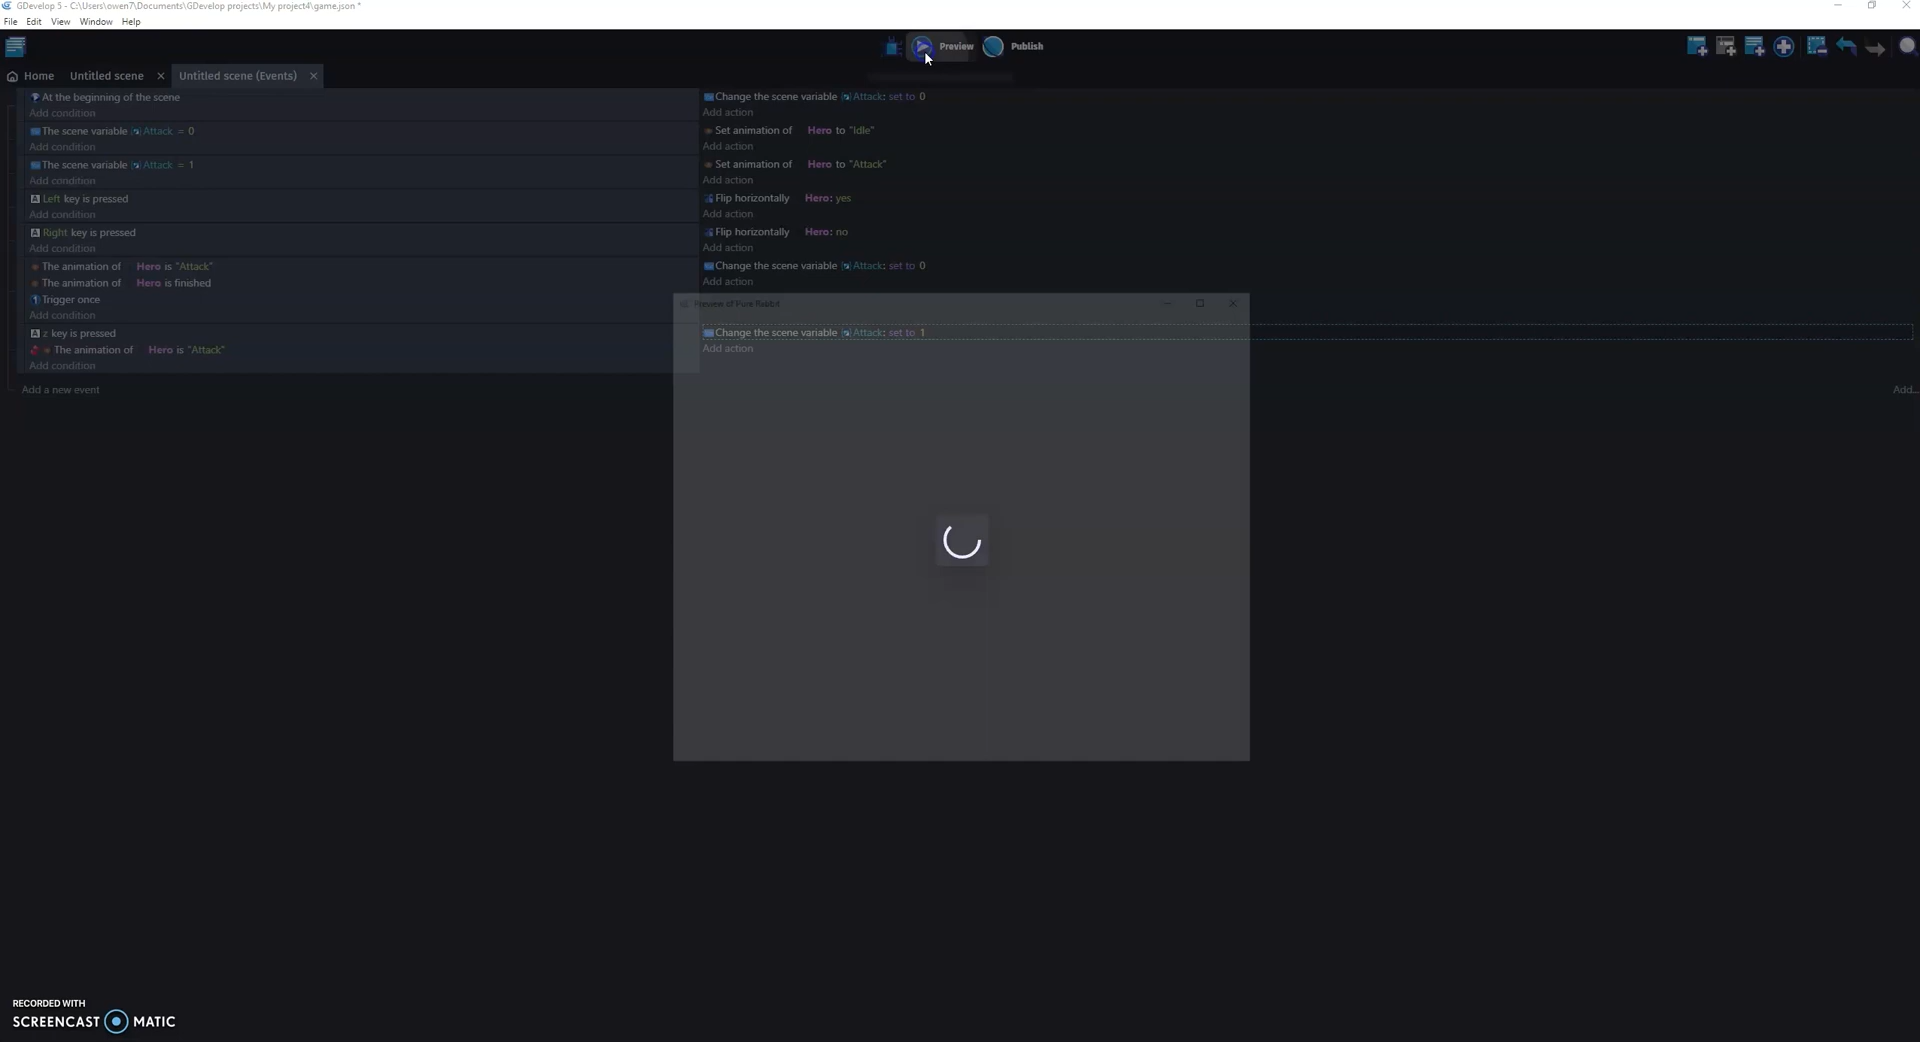 GDevelop 5 - C:\Users\owen7\Documents\GDevelop projects\My project4\game.json *
File Edit View Window Help
Preview Publish
Home Untitled scene Untitled scene (Events)
At the beginning of the scene
Change the scene variable Attack: set to 0
Add condition
Add action
The scene variable Attack = 0
Set animation of Hero to "Idle"
Add condition
Add action
The scene variable Attack = 1
Set animation of Hero to "Attack"
Add condition
Add action
Left key is pressed
Flip horizontally Hero: yes
Add condition
Add action
Right key is pressed
Flip horizontally Hero: no
Add condition
Add action
The animation of Hero is "Attack"
Change the scene variable Attack: set to 0
The animation of Hero is finished
Add action
Trigger once
Preview of Pure Rabbit
Add condition
z key is pressed
Change the scene variable Attack: set to 1
The animation of Hero is "Attack"
Add action
Add condition
Add a new event
Add...
RECORDED WITH
SCREENCAST MATIC